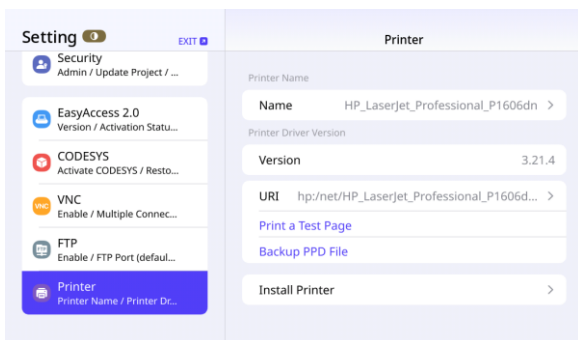 Setting
EXIT
Security
Admin / Update Project / ...
EasyAccess 2.0
Version / Activation Statu...
CODESYS
Activate CODESYS / Resto...
VNC
VNC
Enable / Multiple Connec...
FTP
Enable / FTP Port (defaul...
Printer
Printer Name / Printer Dr...
Printer
Printer Name
Name HP_LaserJet_Professional_P1606dn
Printer Driver Version
Version 3.21.4
URI hp:/net/HP_LaserJet_Professional_P1606d...
Print a Test Page
Backup PPD File
Install Printer